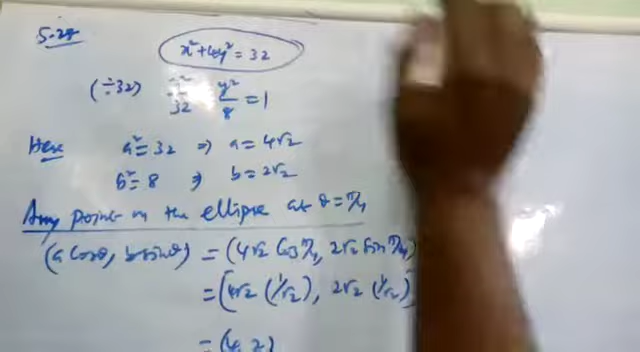 5.28
x²+4y²=32
(÷32) x²/32 y²/8 =1
Here a²=32 ⇒ a=4√2
b²=8 ⇒ b=2√2
Any point on the ellipse at θ=π/4
(a cosθ, b sinθ) = (4√2 Cos π/4, 2√2 Sin π/4)
= (4√2 (1/√2), 2√2 (1/√2)
= (4, 2)